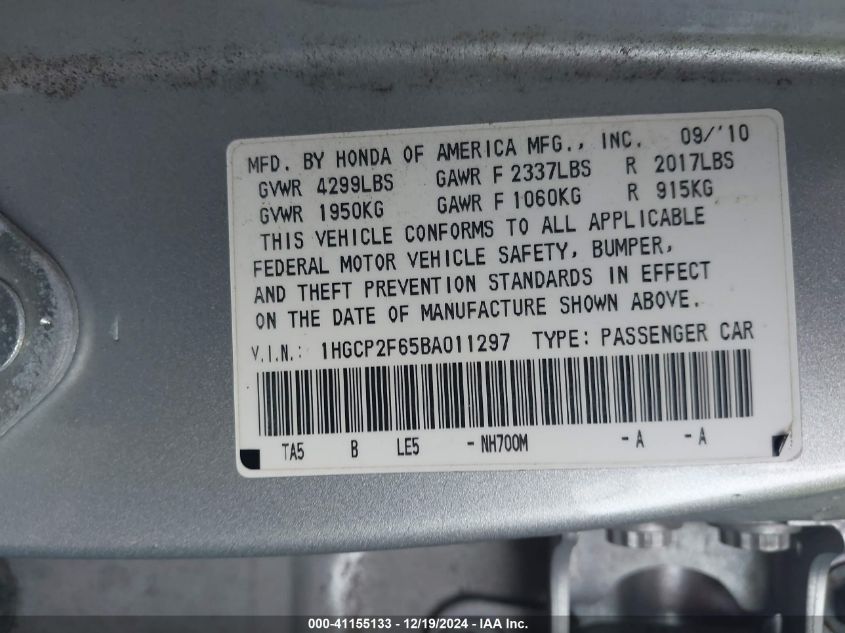 MFD. BY HONDA OF AMERICA MFG., INC. 09/'10
GVWR 4299LBS GAWR F 2337LBS R 2017LBS
GVWR 1950KG GAWR F 1060KG R 915KG
THIS VEHICLE CONFORMS TO ALL APPLICABLE
FEDERAL MOTOR VEHICLE SAFETY, BUMPER,
AND THEFT PREVENTION STANDARDS IN EFFECT
ON THE DATE OF MANUFACTURE SHOWN ABOVE.
V.I.N.: 1HGCP2F65BA011297 TYPE: PASSENGER CAR
TA5 B LE5 -NH700M -A -A
000-41155133 - 12/19/2024 - IAA Inc.